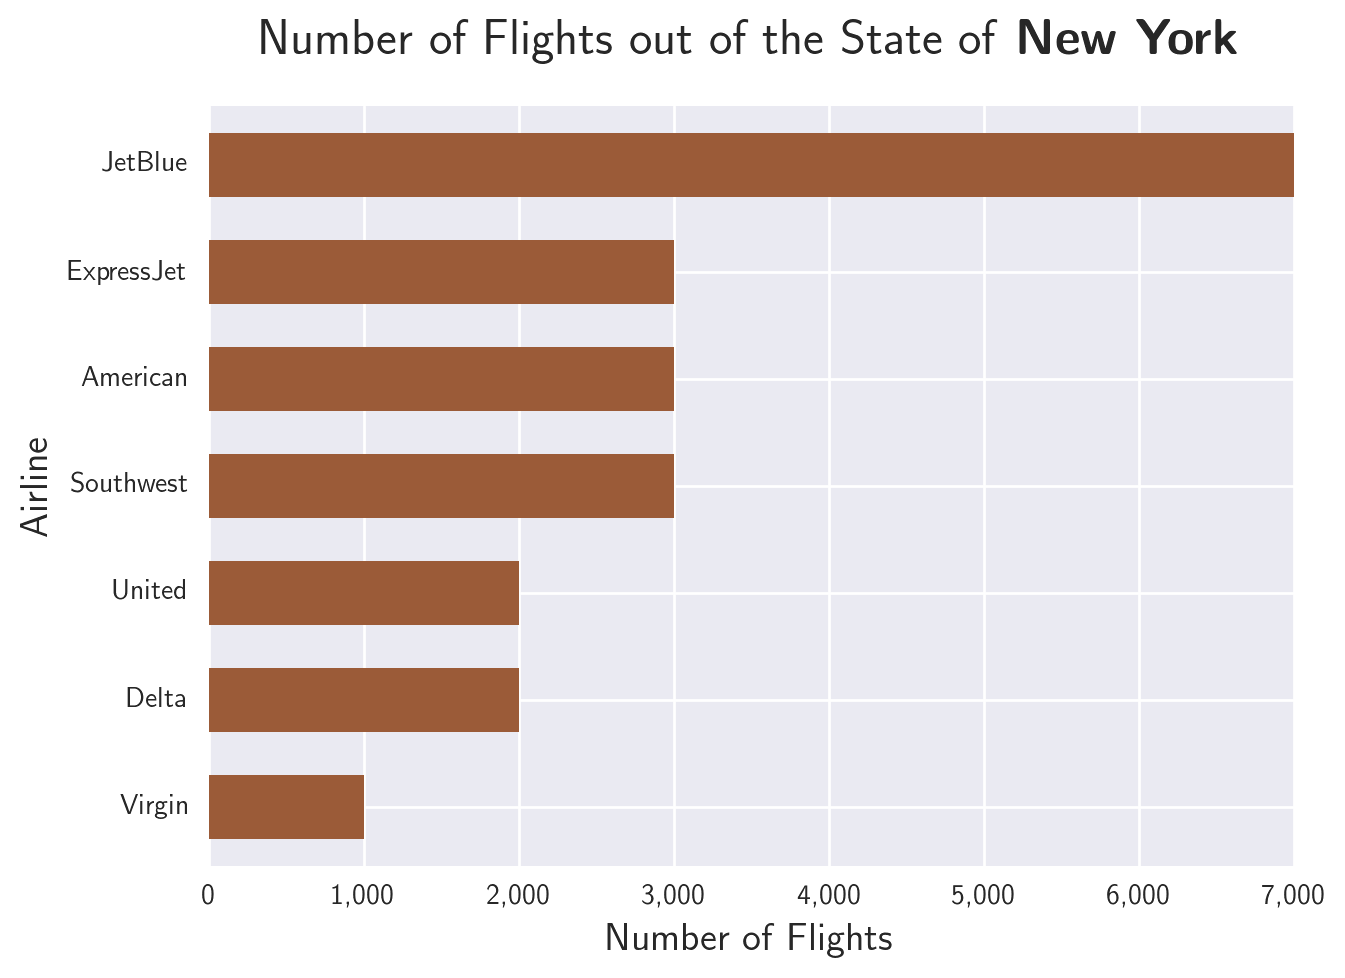 Number of Flights out of the State of New York
JetBlue
ExpressJet
American
Southwest
United
Delta
Virgin
Airline
0 1,000 2,000 3,000 4,000 5,000 6,000 7,000
Number of Flights